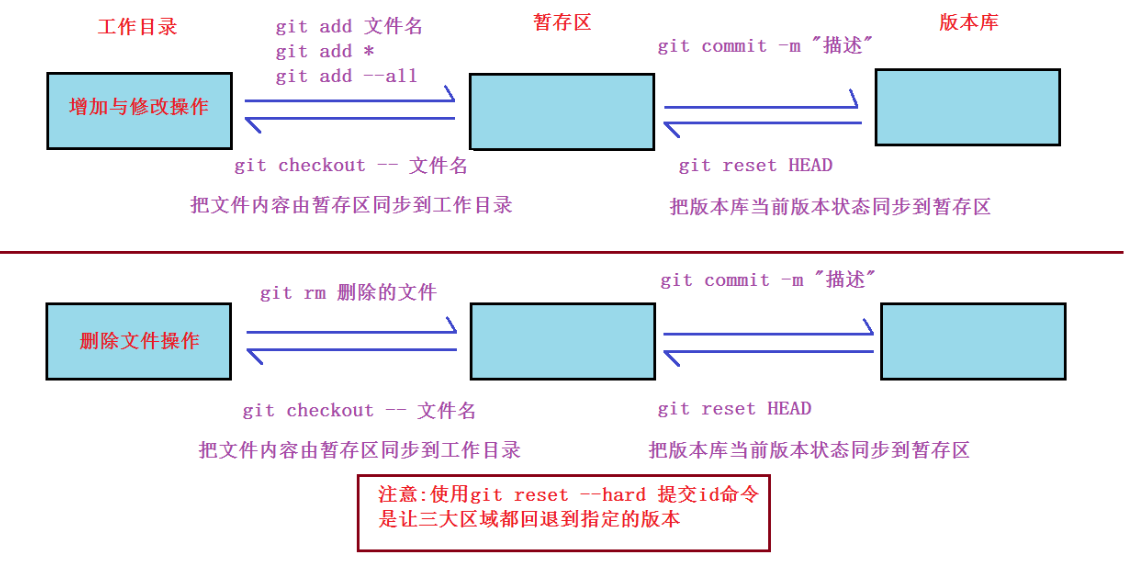 工作目录
git add 文件名
git add *
git add --all
暂存区
git commit -m "描述"
版本库
增加与修改操作
git checkout -- 文件名
把文件内容由暂存区同步到工作目录
git reset HEAD
把版本库当前版本状态同步到暂存区
git rm 删除的文件
git commit -m "描述"
删除文件操作
git checkout -- 文件名
把文件内容由暂存区同步到工作目录
git reset HEAD
把版本库当前版本状态同步到暂存区
注意:使用git reset --hard 提交id命令
是让三大区域都回退到指定的版本